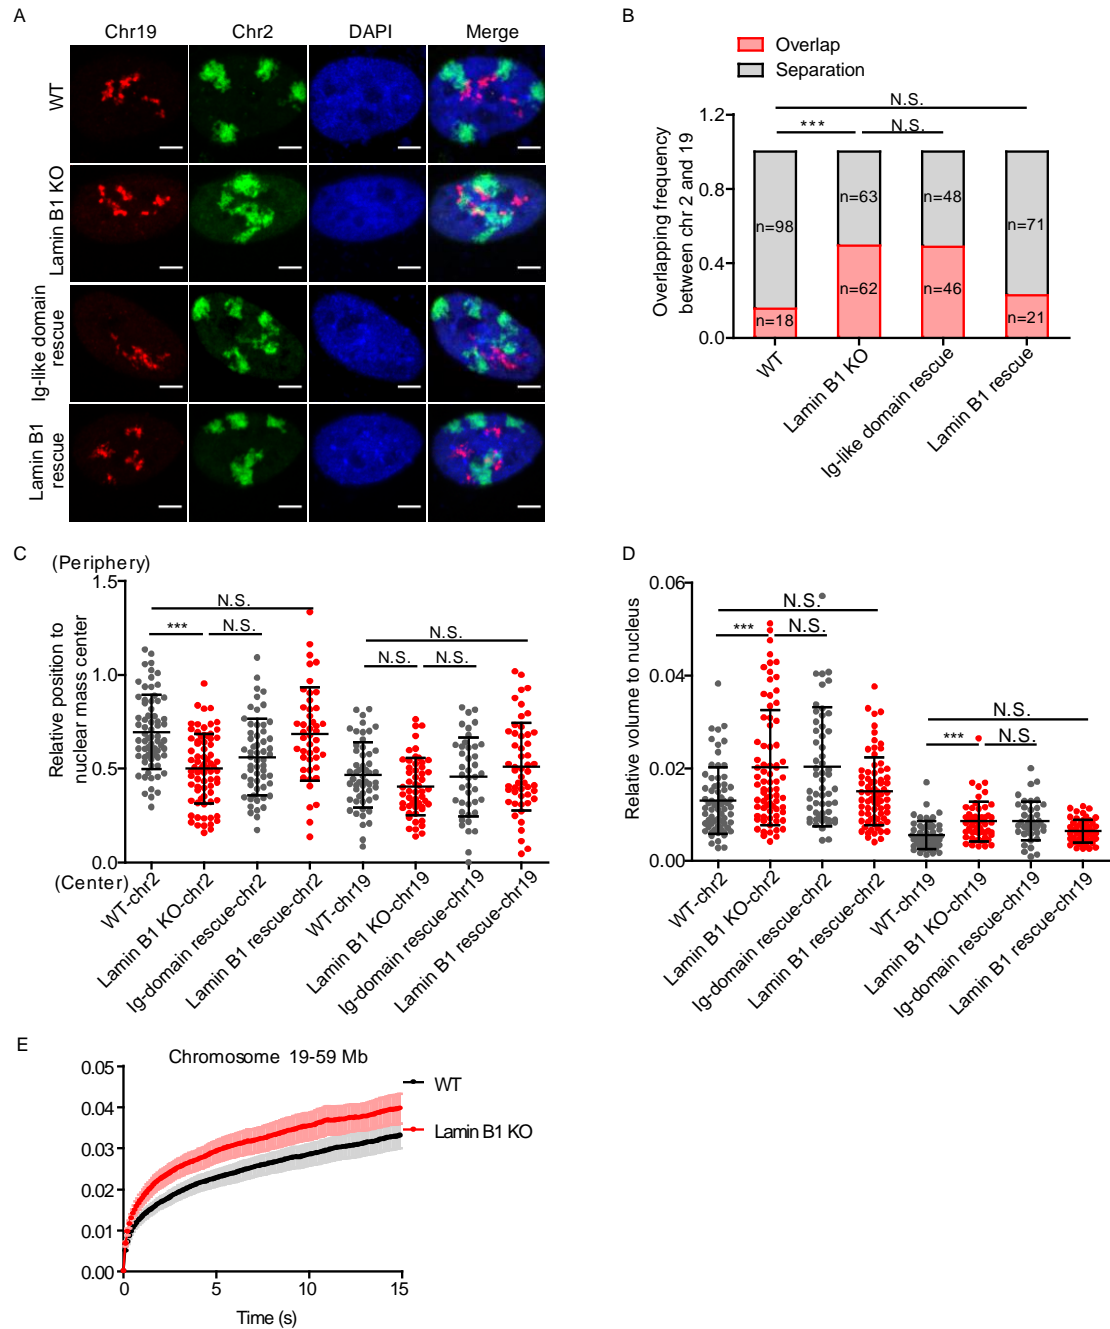 A
Chr19
Chr2
DAPI
Merge
WT
Lamin B1 KO
Ig-like domain
rescue
Lamin B1
rescue
B
Overlap
Separation
Overlapping frequency
between chr 2 and 19
1.2
0.8
0.4
0.0
N.S.
***
N.S.
n=98
n=63
n=48
n=71
n=18
n=62
n=46
n=21
WT
Lamin B1 KO
Ig-like domain rescue
Lamin B1 rescue
C
(Periphery)
Relative position to
nuclear mass center
1.5
1.0
0.5
0.0
(Center)
N.S.
***
N.S.
N.S.
N.S.
N.S.
WT-chr2
Lamin B1 KO-chr2
Ig-domain rescue-chr2
Lamin B1 rescue-chr2
WT-chr19
Lamin B1 KO-chr19
Ig-domain rescue-chr19
Lamin B1 rescue-chr19
D
Relative volume to nucleus
0.06
0.04
0.02
0.00
N.S.
***
N.S.
N.S.
***
N.S.
WT-chr2
Lamin B1 KO-chr2
Ig-domain rescue-chr2
Lamin B1 rescue-chr2
WT-chr19
Lamin B1 KO-chr19
Ig-domain rescue-chr19
Lamin B1 rescue-chr19
E
Chromosome 19-59 Mb
0.05
0.04
0.03
0.02
0.01
0.00
0
5
10
15
Time (s)
WT
Lamin B1 KO